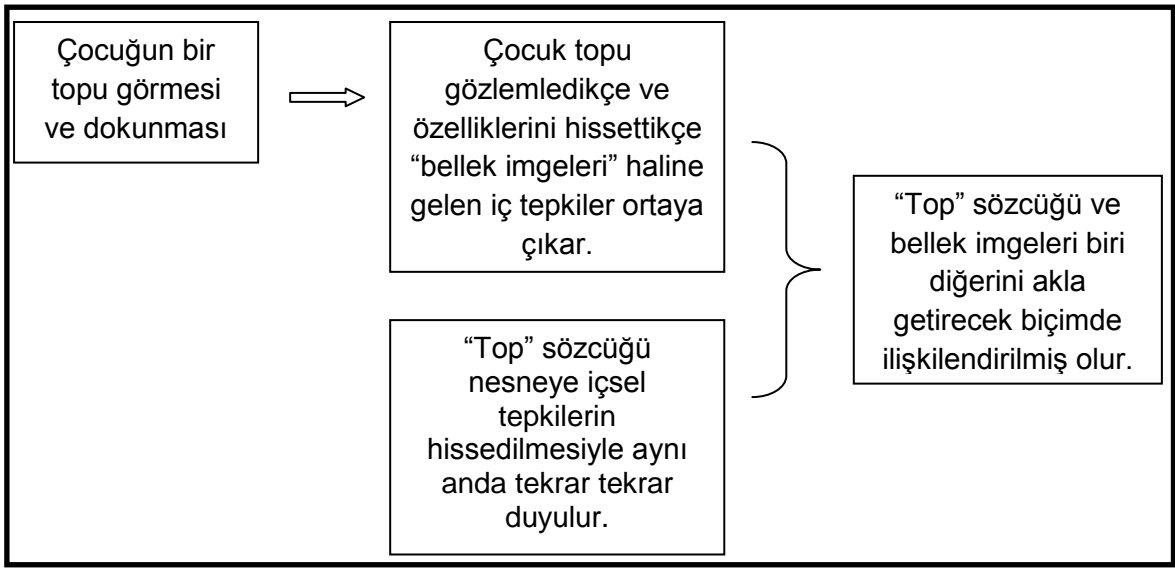 Çocuğun bir
topu görmesi
ve dokunması
Çocuk topu
gözlemledikçe ve
özelliklerini hissettikçe
“bellek imgeleri” haline
gelen iç tepkiler ortaya
çıkar.
“Top” sözcüğü
nesneye içsel
tepkilerin
hissedilmesiyle aynı
anda tekrar tekrar
duyulur.
“Top” sözcüğü ve
bellek imgeleri biri
diğerini akla
getirecek biçimde
ilişkilendirilmiş olur.